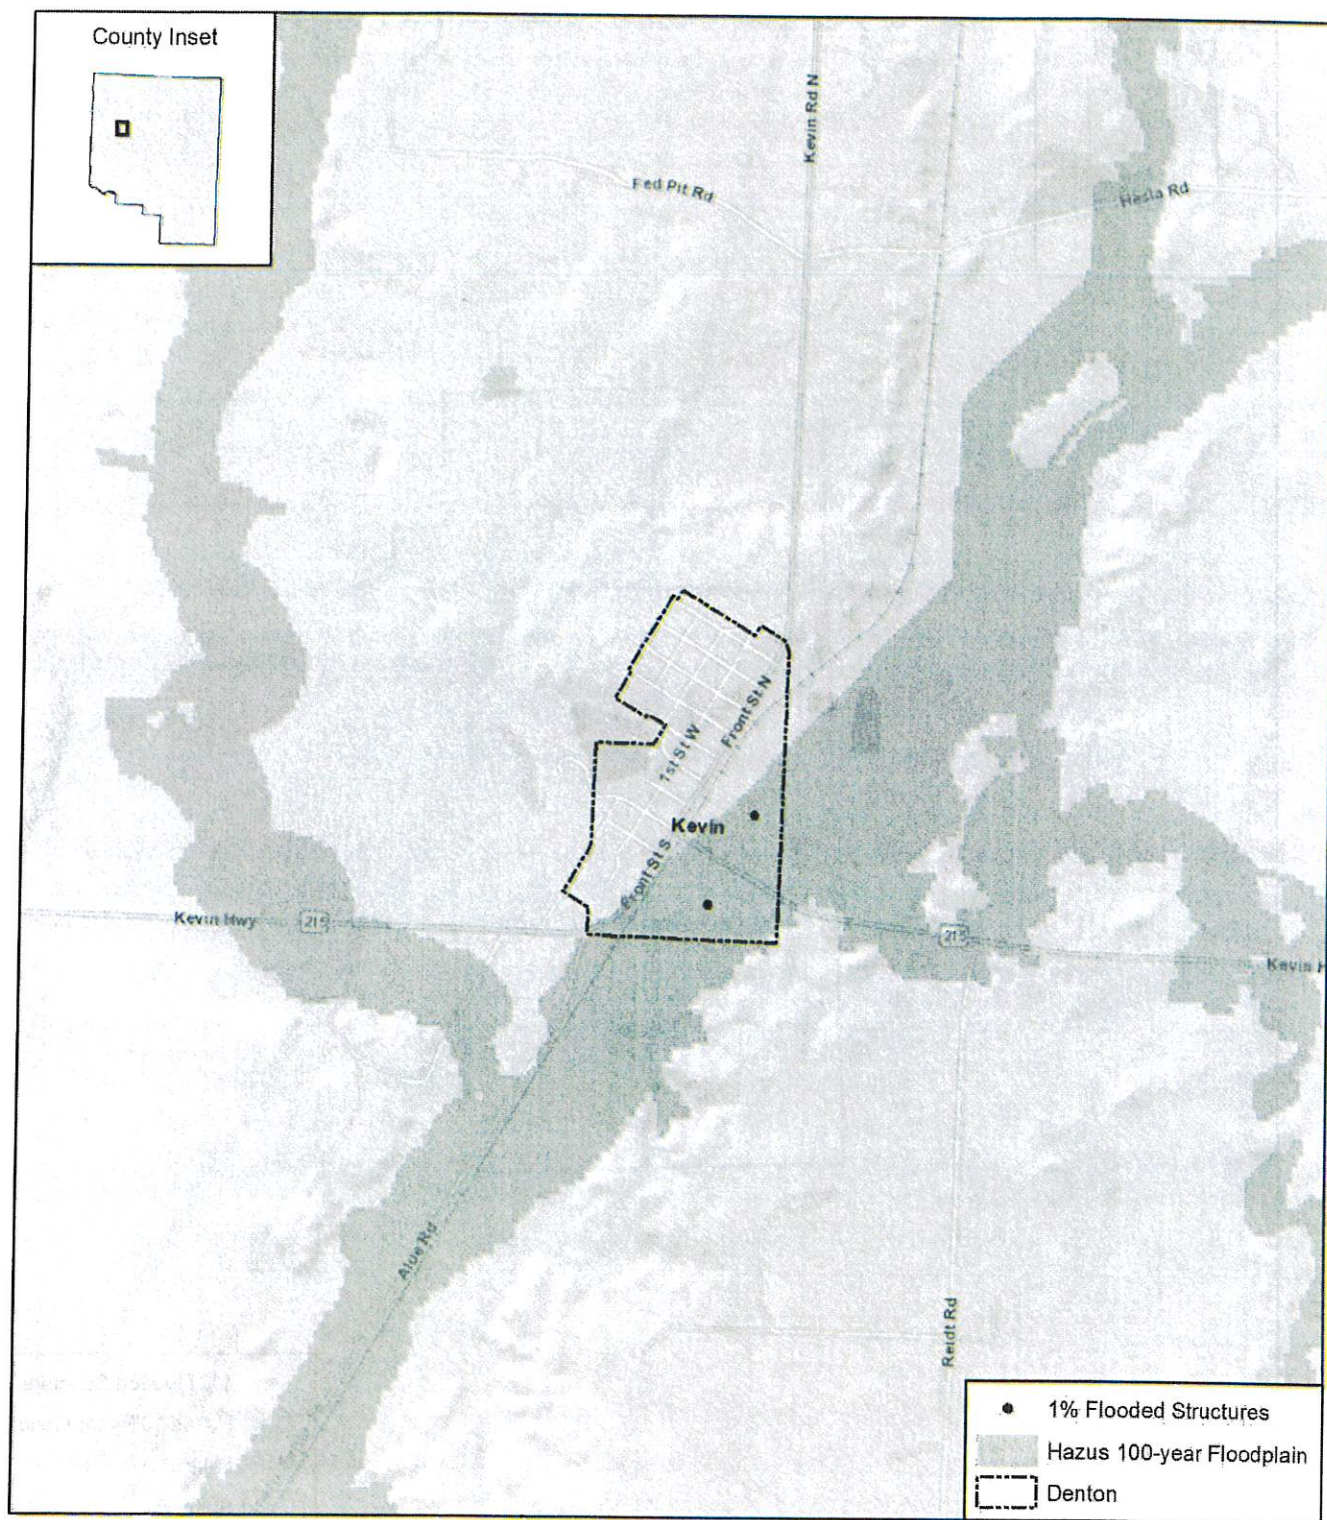 County Inset
Kevin Rd N
Fed Pit Rd
Hesla Rd
Front St N
1st St W
Kevin
Front St S
Kevin Hwy
215
215
Kevin H
Aloe Rd
Reidt Rd
1% Flooded Structures
Hazus 100-year Floodplain
Denton